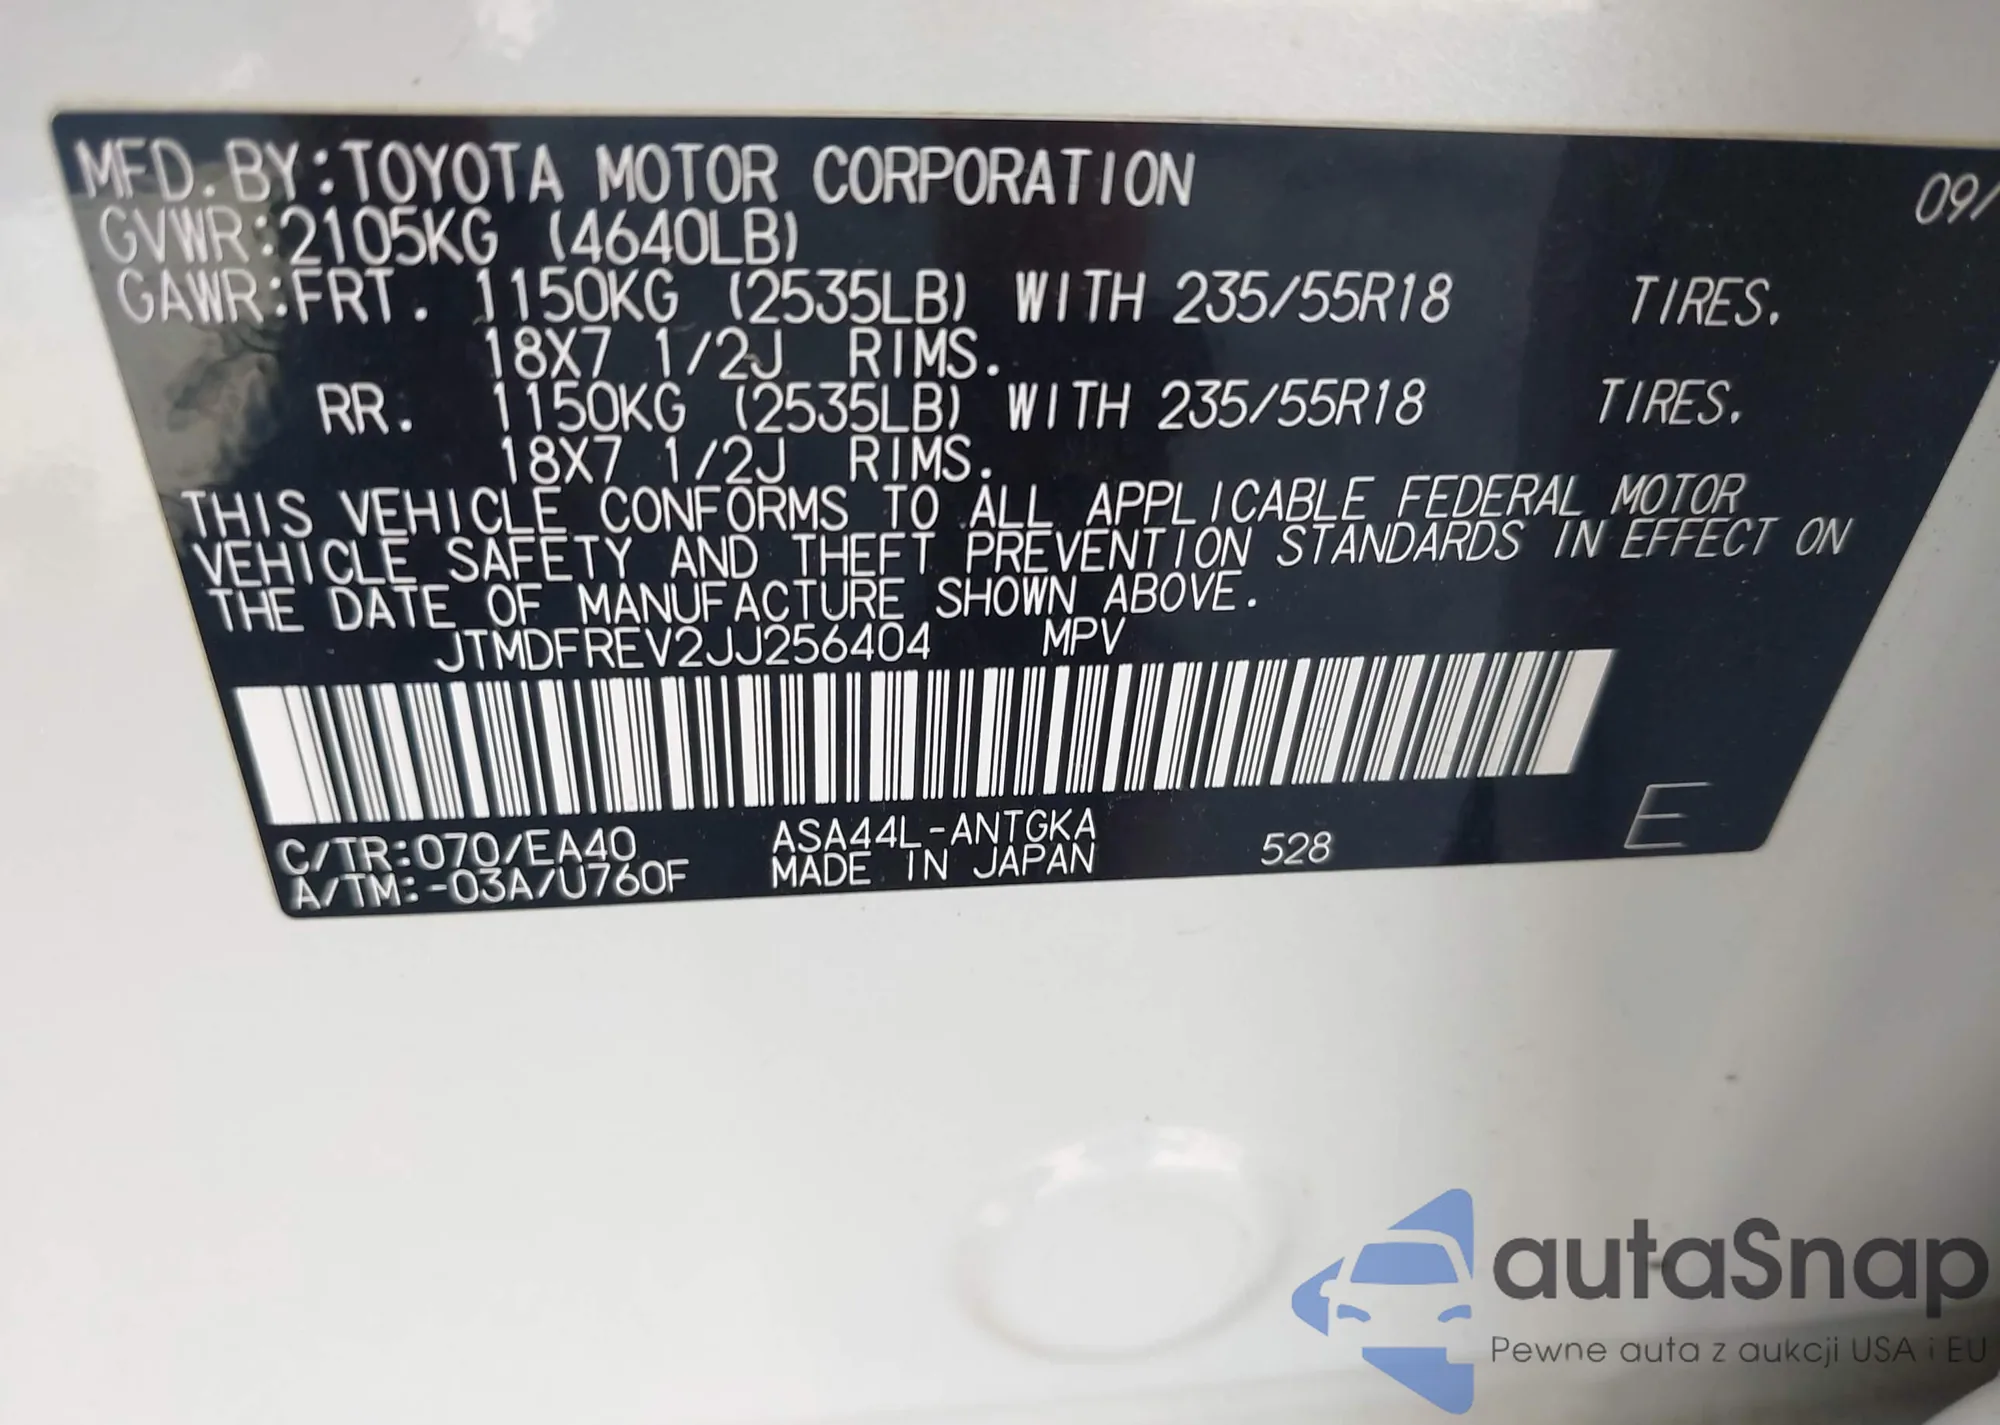 MFD.BY:TOYOTA MOTOR CORPORATION 09/
GVWR:2105KG (4640LB)
GAWR:FRT. 1150KG (2535LB) WITH 235/55R18 TIRES.
18X7 1/2J RIMS.
RR. 1150KG (2535LB) WITH 235/55R18 TIRES.
18X7 1/2J RIMS.
THIS VEHICLE CONFORMS TO ALL APPLICABLE FEDERAL MOTOR
VEHICLE SAFETY AND THEFT PREVENTION STANDARDS IN EFFECT ON
THE DATE OF MANUFACTURE SHOWN ABOVE.
JTMDFREV2JJ256404 MPV
C/TR:070/EA40 ASA44L-ANTGKA 528 E
A/TM:-03A/U760F MADE IN JAPAN
autaSnap
Pewne auta z aukcji USA i EU